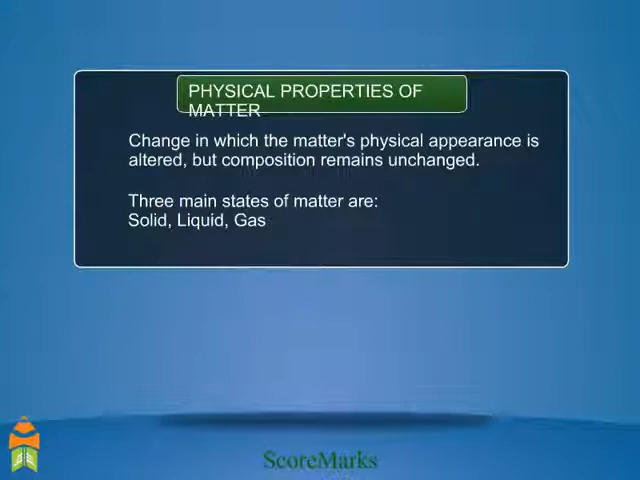 PHYSICAL PROPERTIES OF
MATTER
Change in which the matter's physical appearance is
altered, but composition remains unchanged.
Three main states of matter are:
Solid, Liquid, Gas
ScoreMarks